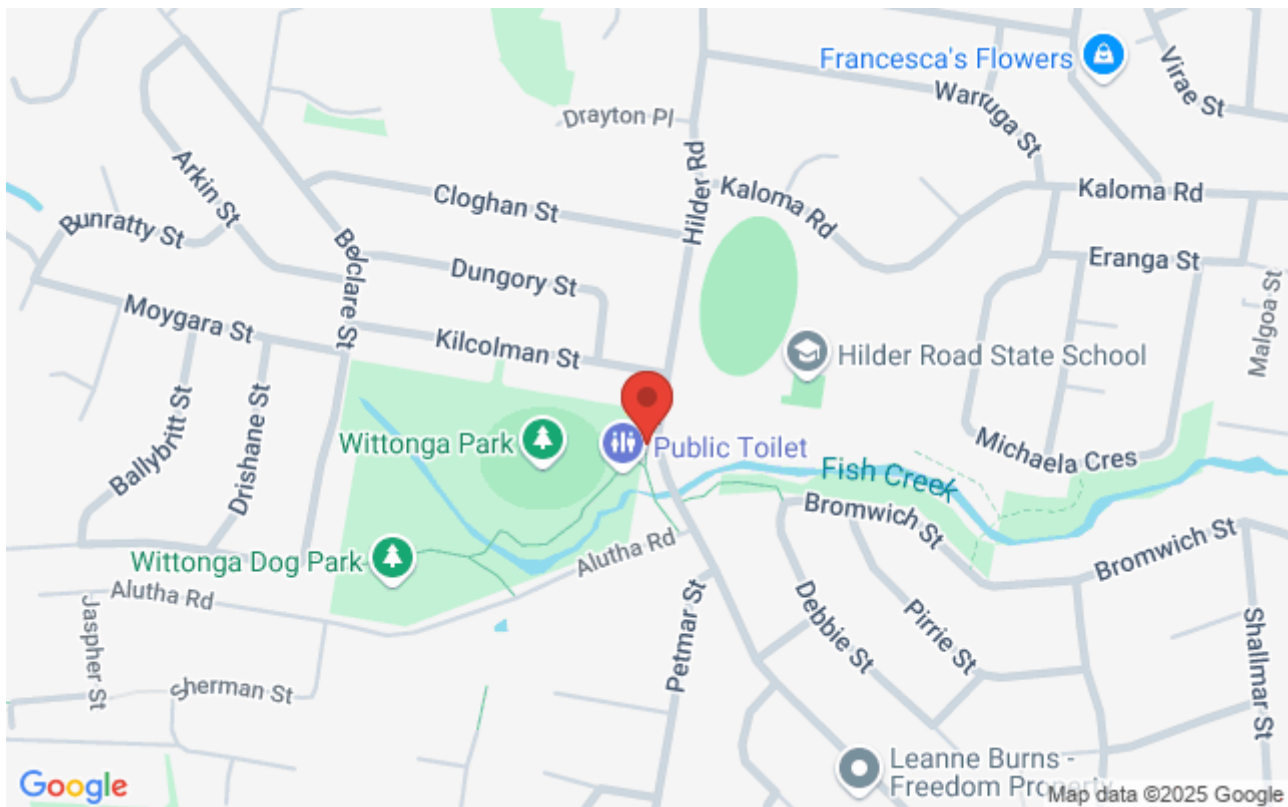 Francesca's Flowers
Virae St
Warruga St
Drayton Pl
Hilder Rd
Kaloma Rd
Kaloma Rd
Arkin St
Cloghan St
Bunratty St
Belclare St
Dungory St
Eranga St
Malgoa St
Moygara St
Kilcolman St
Hilder Road State School
Ballybritt St
Drishane St
Wittonga Park
Public Toilet
Michaela Cres
Fish Creek
Bromwich St
Bromwich St
Wittonga Dog Park
Alutha Rd
Alutha Rd
Jaspher St
Petmar St
Debbie St
Pirrie St
Shallmar St
Sherman St
Leanne Burns -
Freedom Property
Google
Map data ©2025 Google